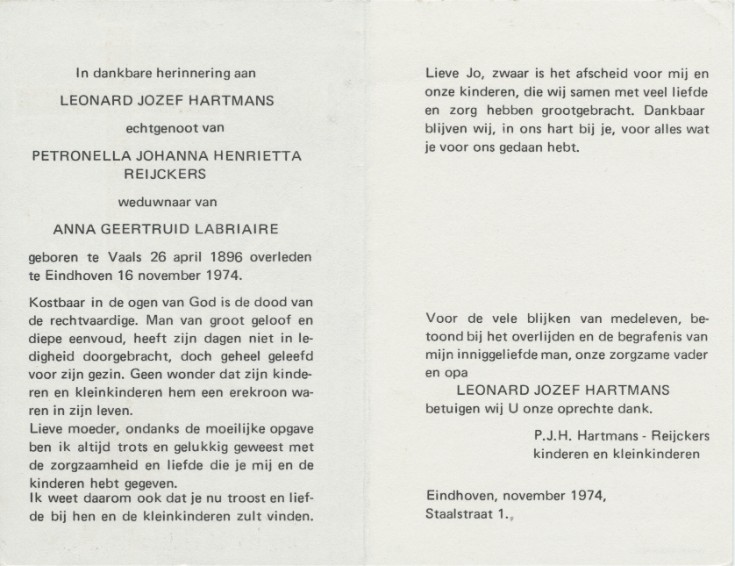 In dankbare herinnering aan
LEONARD JOZEF HARTMANS
echtgenoot van
PETRONELLA JOHANNA HENRIETTA
REIJCKERS
weduwnaar van
ANNA GEERTRUID LABRIAIRE
geboren te Vaals 26 april 1896 overleden
te Eindhoven 16 november 1974.
Kostbaar in de ogen van God is de dood van
de rechtvaardige. Man van groot geloof en
diepe eenvoud, heeft zijn dagen niet in le-
digheid doorgebracht, doch geheel geleefd
voor zijn gezin. Geen wonder dat zijn kinde-
ren en kleinkinderen hem een erekroon wa-
ren in zijn leven.
Lieve moeder, ondanks de moeilijke opgave
ben ik altijd trots en gelukkig geweest met
de zorgzaamheid en liefde die je mij en de
kinderen hebt gegeven.
Ik weet daarom ook dat je nu troost en lief-
de bij hen en de kleinkinderen zult vinden.
Lieve Jo, zwaar is het afscheid voor mij en
onze kinderen, die wij samen met veel liefde
en zorg hebben grootgebracht. Dankbaar
blijven wij, in ons hart bij je, voor alles wat
je voor ons gedaan hebt.
Voor de vele blijken van medeleven, be-
toond bij het overlijden en de begrafenis van
mijn inniggeliefde man, onze zorgzame vader
en opa
LEONARD JOZEF HARTMANS
betuigen wij U onze oprechte dank.
P.J.H. Hartmans - Reijckers
kinderen en kleinkinderen
Eindhoven, november 1974,
Staalstraat 1.,